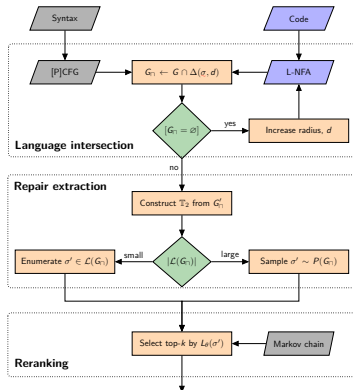 Syntax
Code
[P]CFG
G∩ ← G ∩ Δ(σ, d)
L-NFA
[G∩ = ∅]
yes
Increase radius, d
Language intersection
no
Repair extraction
Construct 𝕋₂ from G′∩
Enumerate σ′ ∈ ℒ(G∩)
small
|ℒ(G∩)|
large
Sample σ′ ∼ P(G∩)
Select top-k by L_θ(σ′)
Markov chain
Reranking